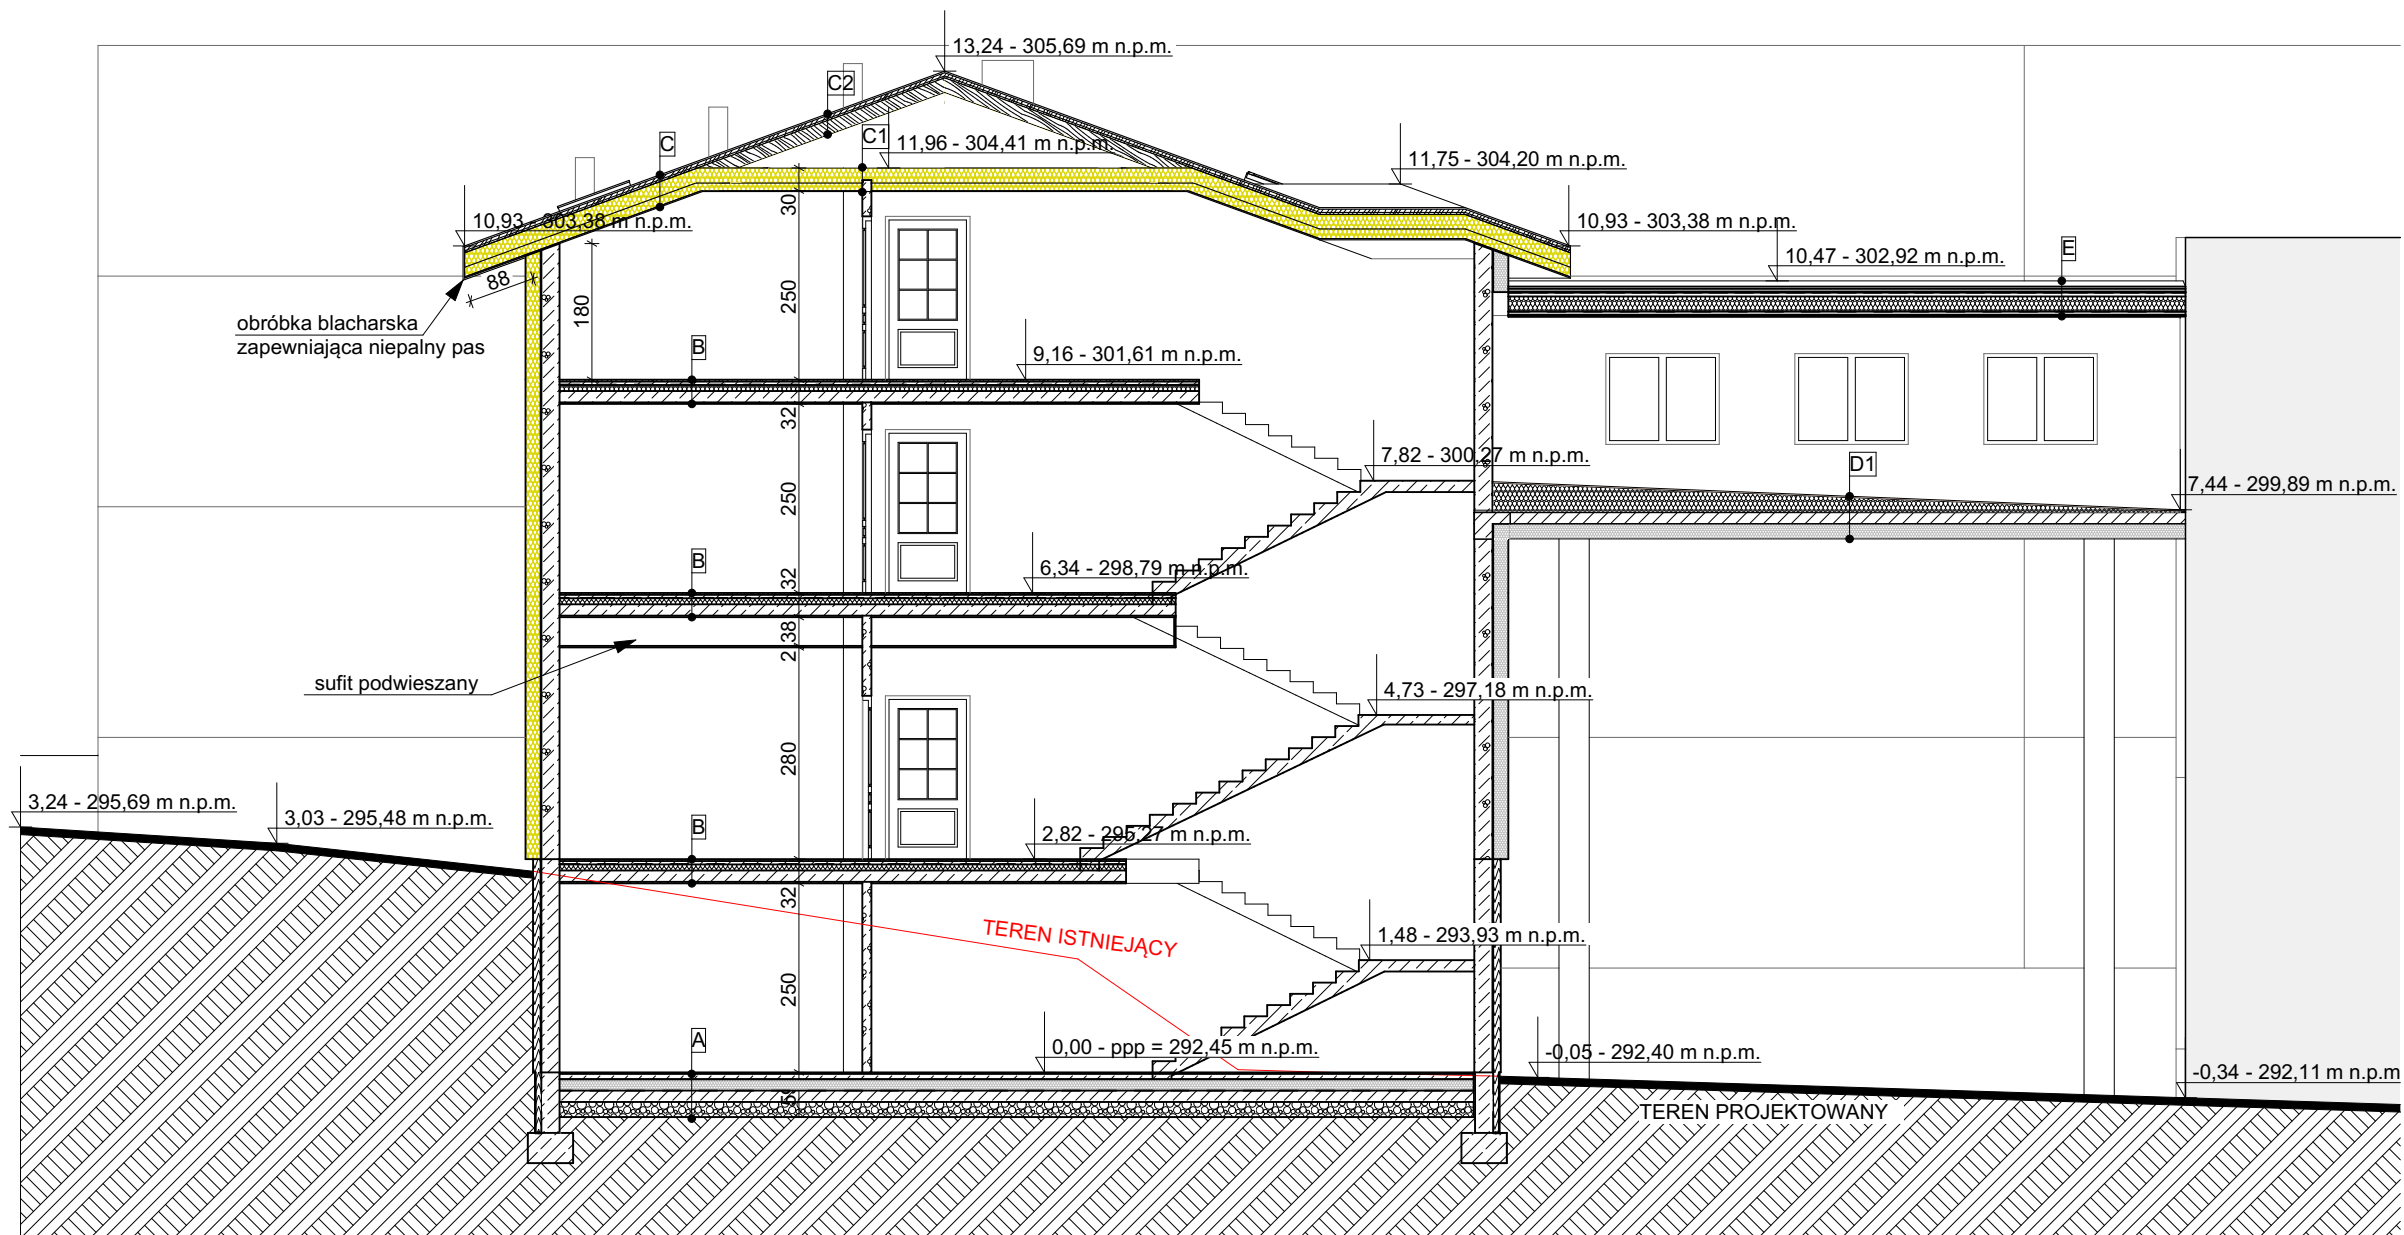 13,24 - 305,69 m n.p.m.
C2
C
C1
11,96 - 304,41 m n.p.m.
11,75 - 304,20 m n.p.m.
10,93 - 303,38 m n.p.m.
10,93 - 303,38 m n.p.m.
10,47 - 302,92 m n.p.m.
E
30
88
180
250
obróbka blacharska
zapewniająca niepalny pas
B
9,16 - 301,61 m n.p.m.
32
7,82 - 300,27 m n.p.m.
D1
7,44 - 299,89 m n.p.m.
250
B
32
6,34 - 298,79 m n.p.m.
2,38
sufit podwieszany
4,73 - 297,18 m n.p.m.
280
3,24 - 295,69 m n.p.m.
3,03 - 295,48 m n.p.m.
B
2,82 - 295,27 m n.p.m.
32
TEREN ISTNIEJĄCY
1,48 - 293,93 m n.p.m.
250
A
0,00 - ppp = 292,45 m n.p.m.
-0,05 - 292,40 m n.p.m.
-0,34 - 292,11 m n.p.m
TEREN PROJEKTOWANY